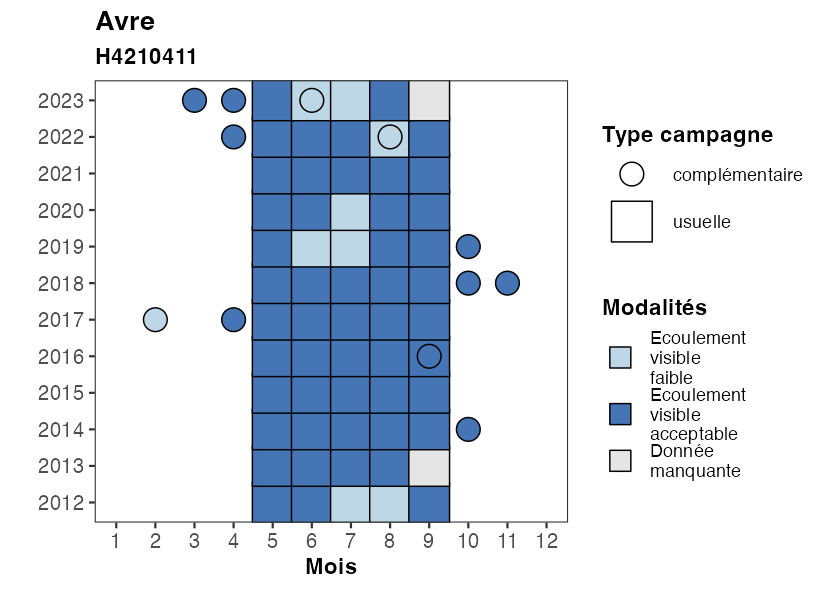 Avre
H4210411
2023
2022
2021
2020
2019
2018
2017
2016
2015
2014
2013
2012
1 2 3 4 5 6 7 8 9 10 11 12
Mois
Type campagne
complémentaire
usuelle
Modalités
Ecoulement
visible
faible
Ecoulement
visible
acceptable
Donnée
manquante